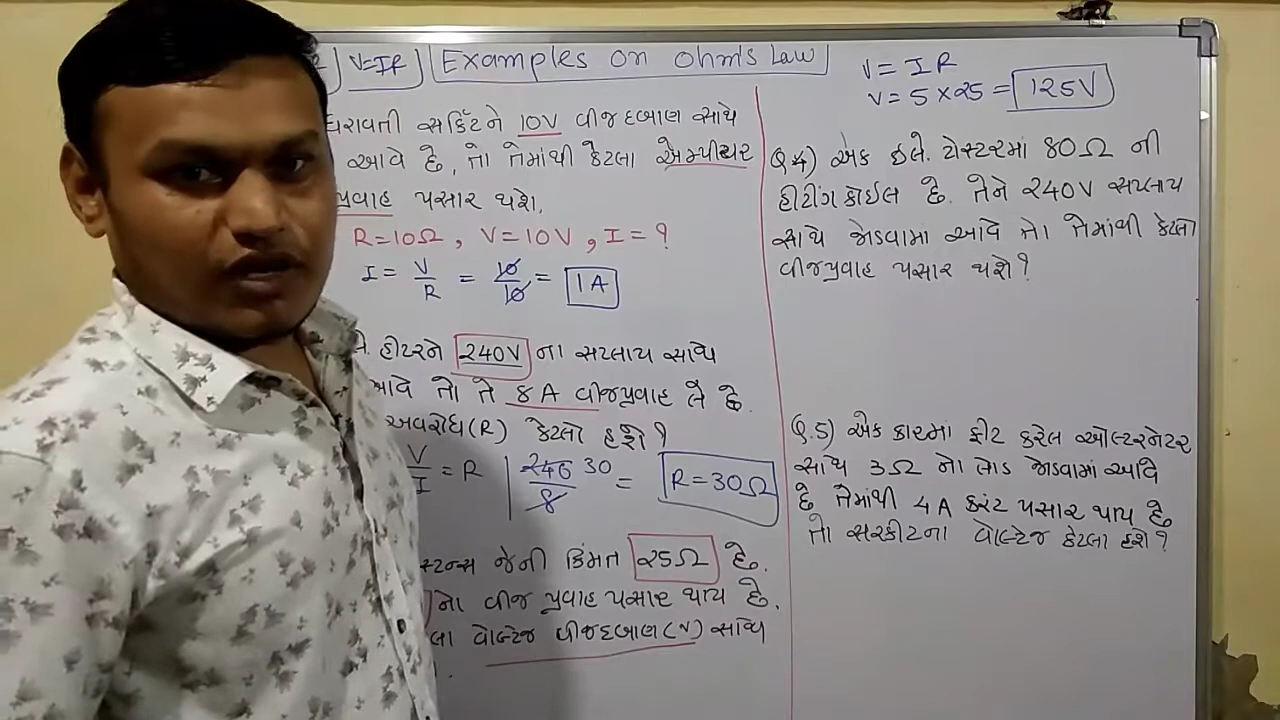 V=IR Examples on ohm's Law
ધરાવતી સર્કિટને 10V વીજદબાણ સાથે
આવે છે, તો તેમાંથી કેટલા એમ્પીયર
પ્રવાહ પસાર થશે.
R=10Ω, V=10V, I=?
I = V/R = 10/10 = 1A
હીટરને 240V ના સપ્લાય સાથે
આવે તો તે 8A વીજપ્રવાહ લે છે.
અવરોધ(R) કેટલો હશે?
V/I = R | 240/8 30 = R=30Ω
જેની કિંમત 25Ω છે.
નો વીજ પ્રવાહ પસાર થાય છે.
વોલ્ટેજ વીજદબાણ(V) સાથે
V = IR
V = 5×25 = 125V
Q.4) એક ઇલે. ટોસ્ટરમાં 80Ω ની
હીટીંગ કોઇલ છે. તેને 240V સપ્લાય
સાથે જોડવામા આવે તો તેમાંથી કેટલો
વીજપ્રવાહ પસાર થશે?
Q.5) એક કારમા ફીટ કરેલ ઓલ્ટરનેટર
સાથે 3Ω નો લોડ જોડવામાં આવે
છે તેમાંથી 4A કરંટ પસાર થાય છે
તો સરકીટના વોલ્ટેજ કેટલા હશે?